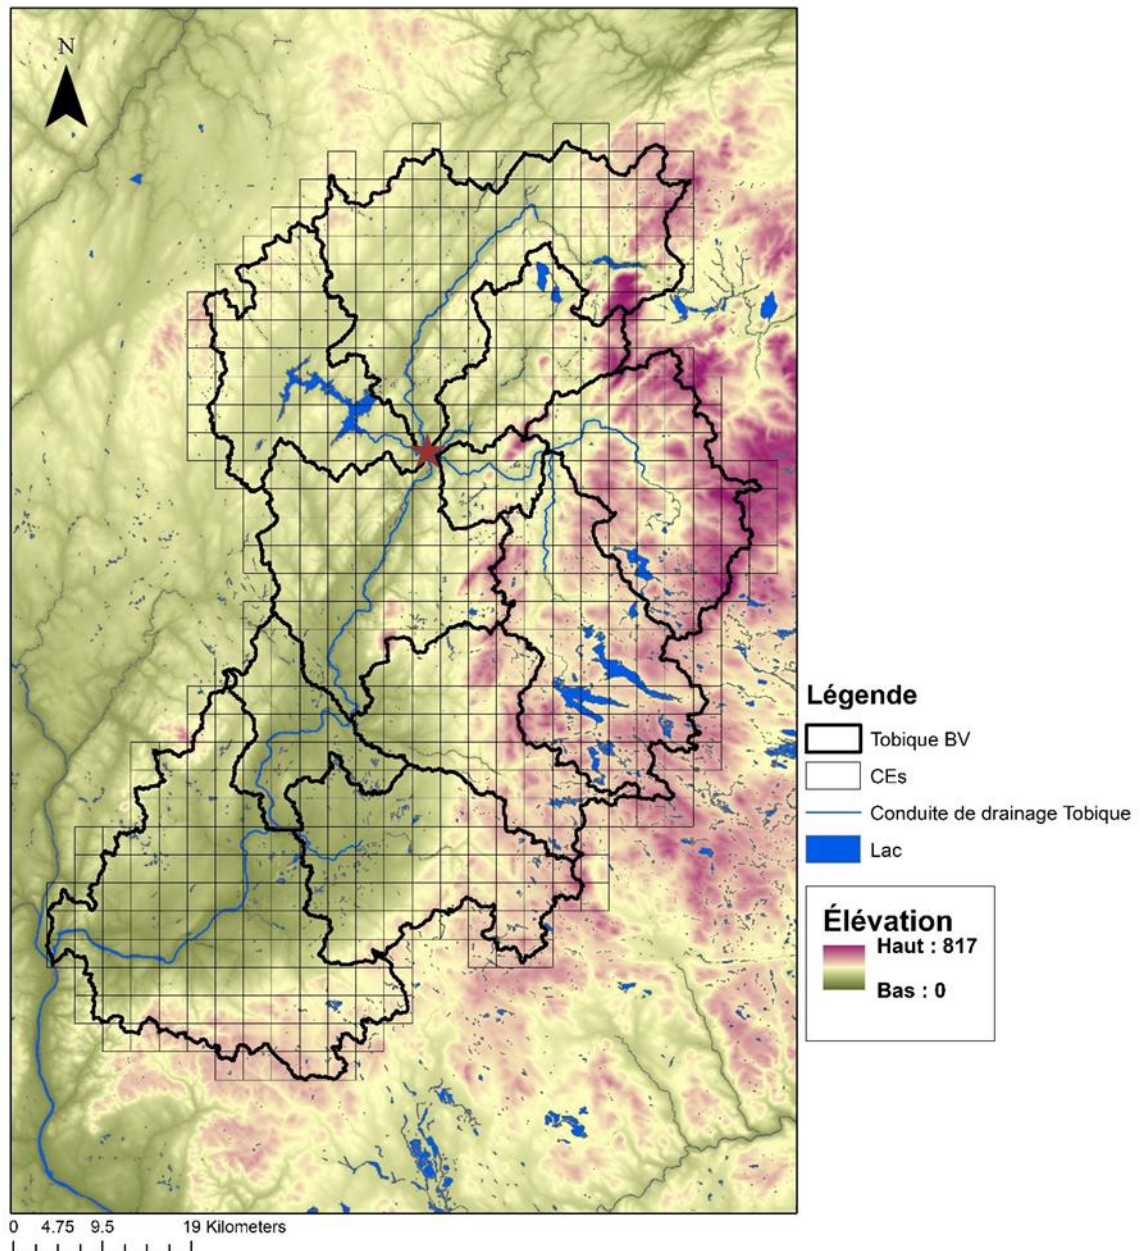 N
Légende
Tobique BV
CEs
Conduite de drainage Tobique
Lac
Élévation
Haut : 817
Bas : 0
0 4.75 9.5 19 Kilometers